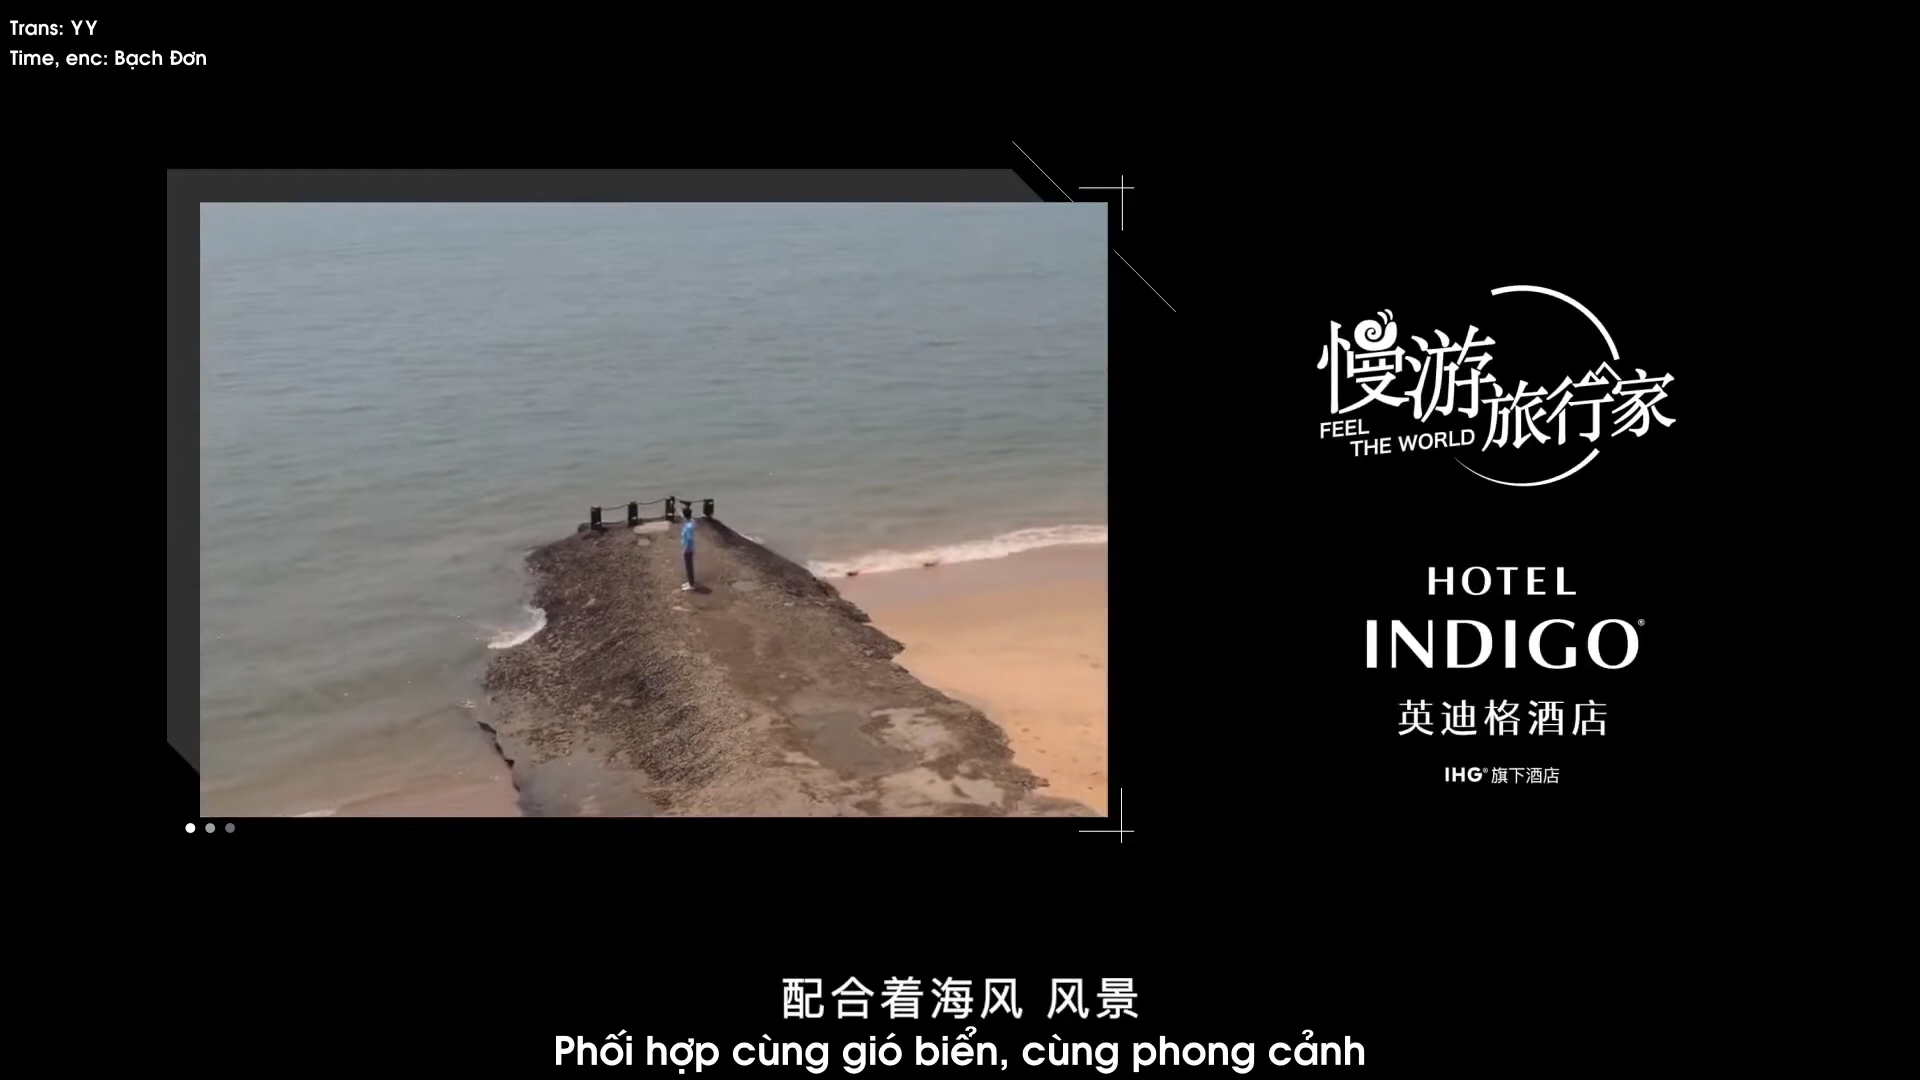 Trans: YY
Time, enc: Bạch Đơn
慢游旅行家
FEEL
THE WORLD
HOTEL
INDIGO®
英迪格酒店
IHG®旗下酒店
配合着海风 风景
Phối hợp cùng gió biển, cùng phong cảnh